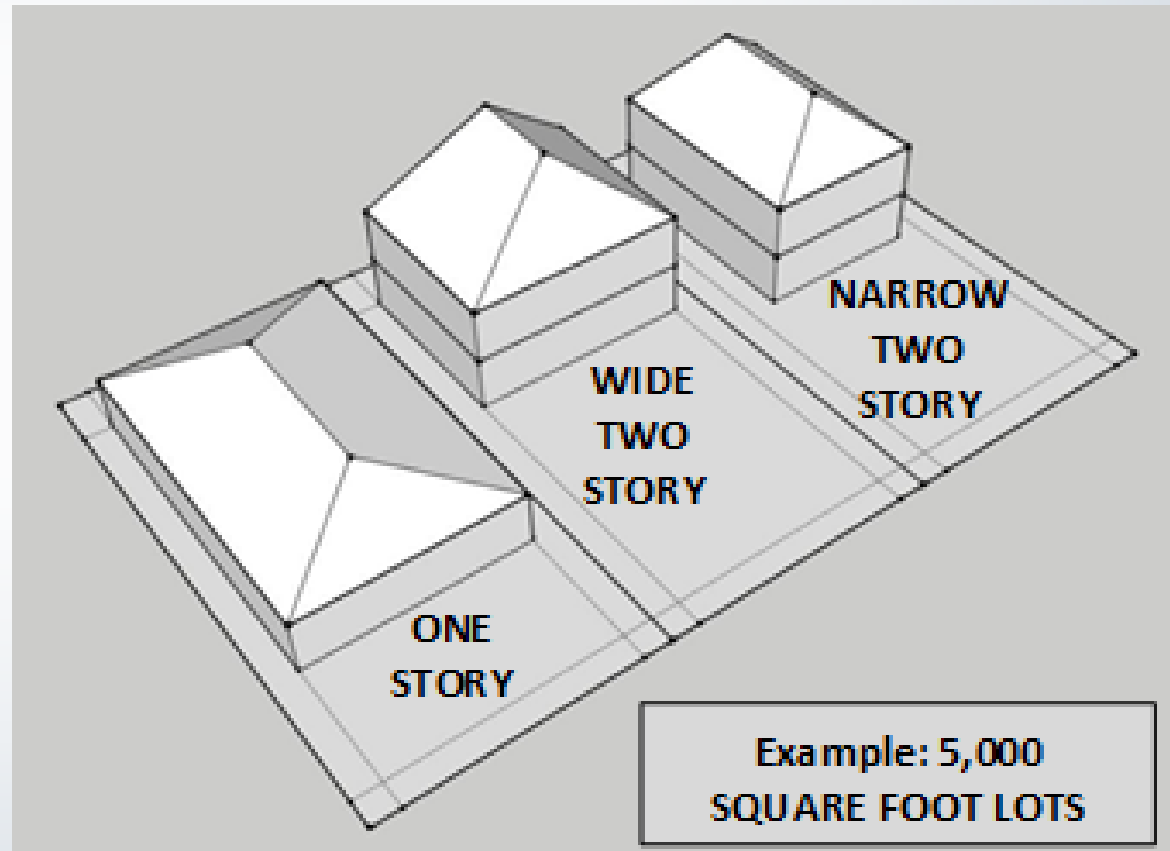 NARROW
TWO
STORY
WIDE
TWO
STORY
ONE
STORY
Example: 5,000
SQUARE FOOT LOTS